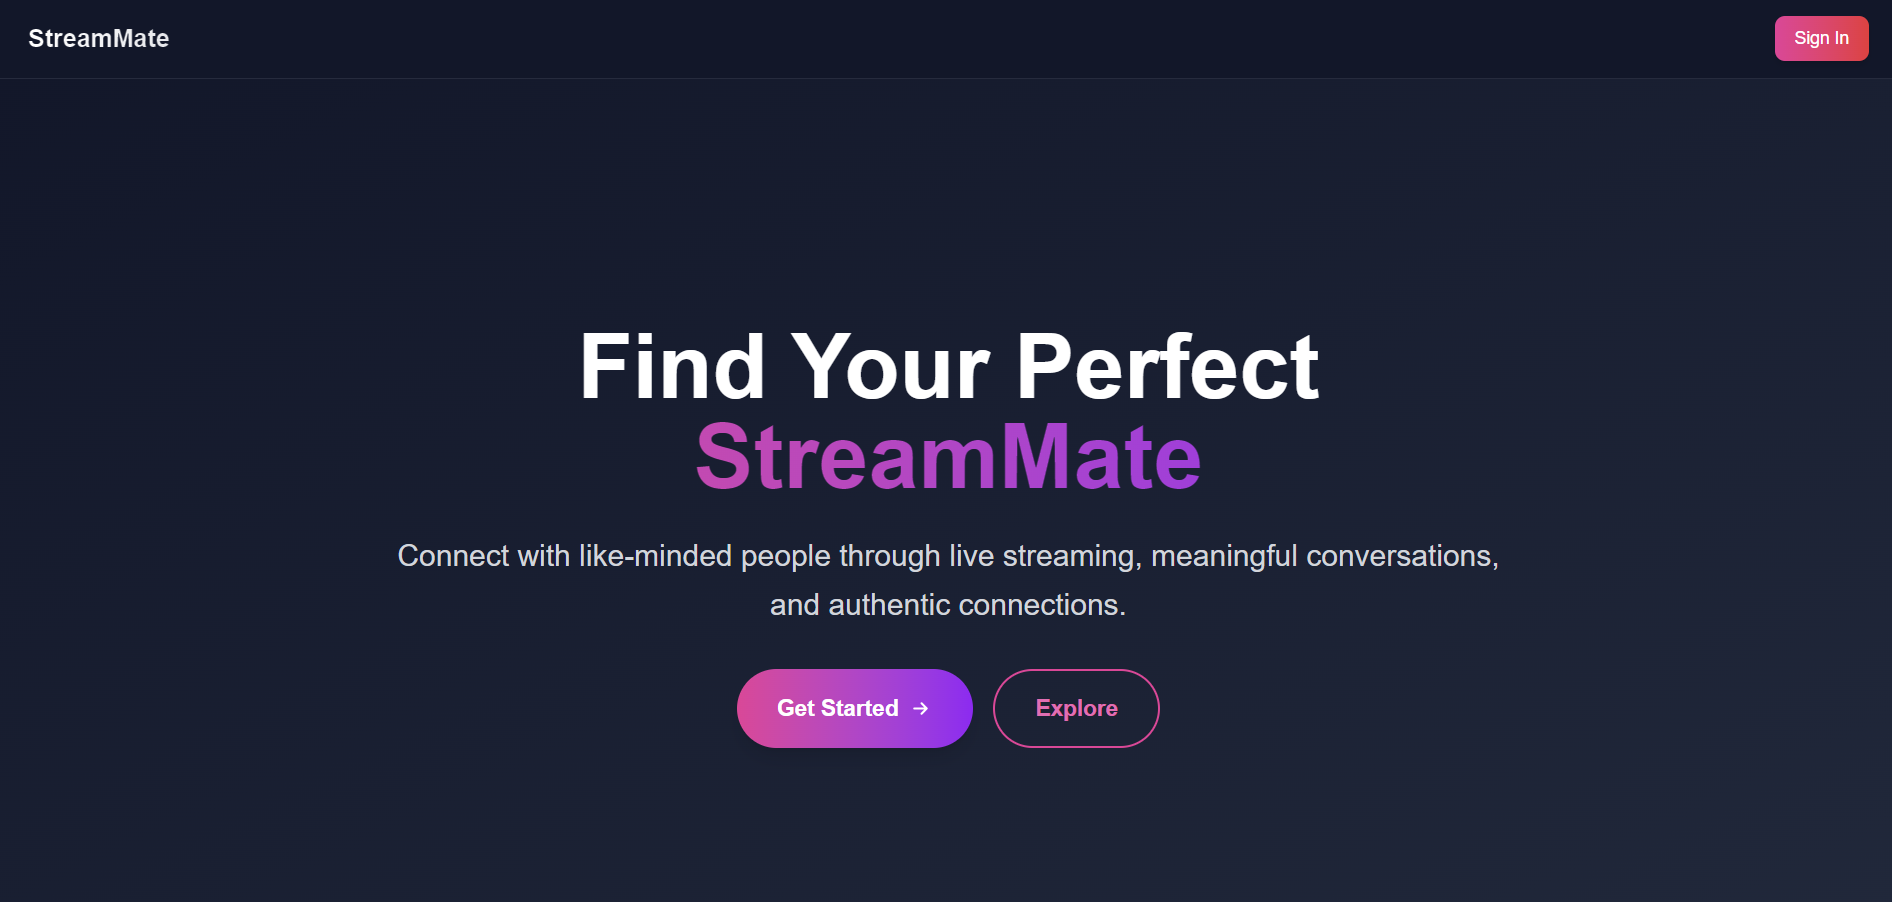 StreamMate
Sign In
Find Your Perfect
StreamMate
Connect with like-minded people through live streaming, meaningful conversations,
and authentic connections.
Get Started →
Explore